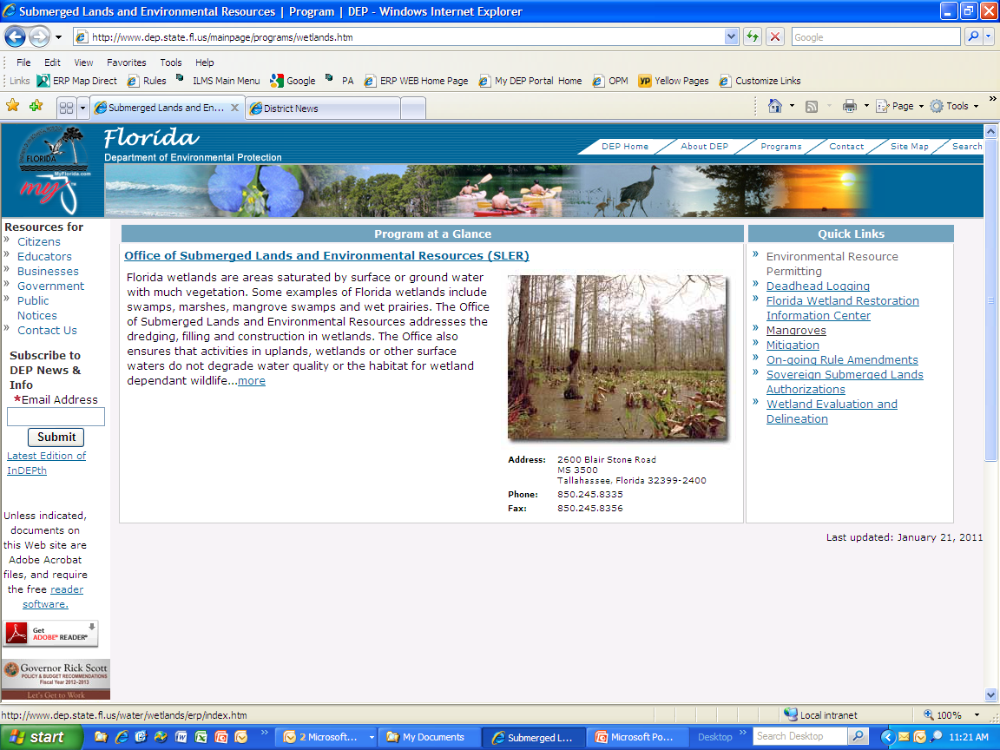 Submerged Lands and Environmental Resources | Program | DEP - Windows Internet Explorer
http://www.dep.state.fl.us/mainpage/programs/wetlands.htm
Google
File Edit View Favorites Tools Help
Links ERP Map Direct Rules ILMS Main Menu Google PA ERP WEB Home Page My DEP Portal Home OPM yp Yellow Pages Customize Links
Submerged Lands and En... District News Page Tools
FLORIDA
MyFlorida.com
my
Florida
Department of Environmental Protection
DEP Home About DEP Programs Contact Site Map Search
Resources for
» Citizens
» Educators
» Businesses
» Government
» Public
Notices
» Contact Us
Subscribe to
DEP News &
Info
*Email Address
Submit
Latest Edition of
InDEPth
Unless indicated,
documents on
this Web site are
Adobe Acrobat
files, and require
the free reader
software.
Get
ADOBE® READER®
Governor Rick Scott
POLICY & BUDGET RECOMMENDATIONS
Fiscal Year 2012-2013
Let's Get to Work
Program at a Glance
Office of Submerged Lands and Environmental Resources (SLER)
Florida wetlands are areas saturated by surface or ground water
with much vegetation. Some examples of Florida wetlands include
swamps, marshes, mangrove swamps and wet prairies. The Office
of Submerged Lands and Environmental Resources addresses the
dredging, filling and construction in wetlands. The Office also
ensures that activities in uplands, wetlands or other surface
waters do not degrade water quality or the habitat for wetland
dependant wildlife...more
Address: 2600 Blair Stone Road
MS 3500
Tallahassee, Florida 32399-2400
Phone: 850.245.8335
Fax: 850.245.8356
Quick Links
» Environmental Resource
Permitting
» Deadhead Logging
» Florida Wetland Restoration
Information Center
» Mangroves
» Mitigation
» On-going Rule Amendments
» Sovereign Submerged Lands
Authorizations
» Wetland Evaluation and
Delineation
Last updated: January 21, 2011
http://www.dep.state.fl.us/water/wetlands/erp/index.htm Local intranet 100%
start 2 Microsoft... My Documents Submerged L... Microsoft Po... Desktop Search Desktop 11:21 AM